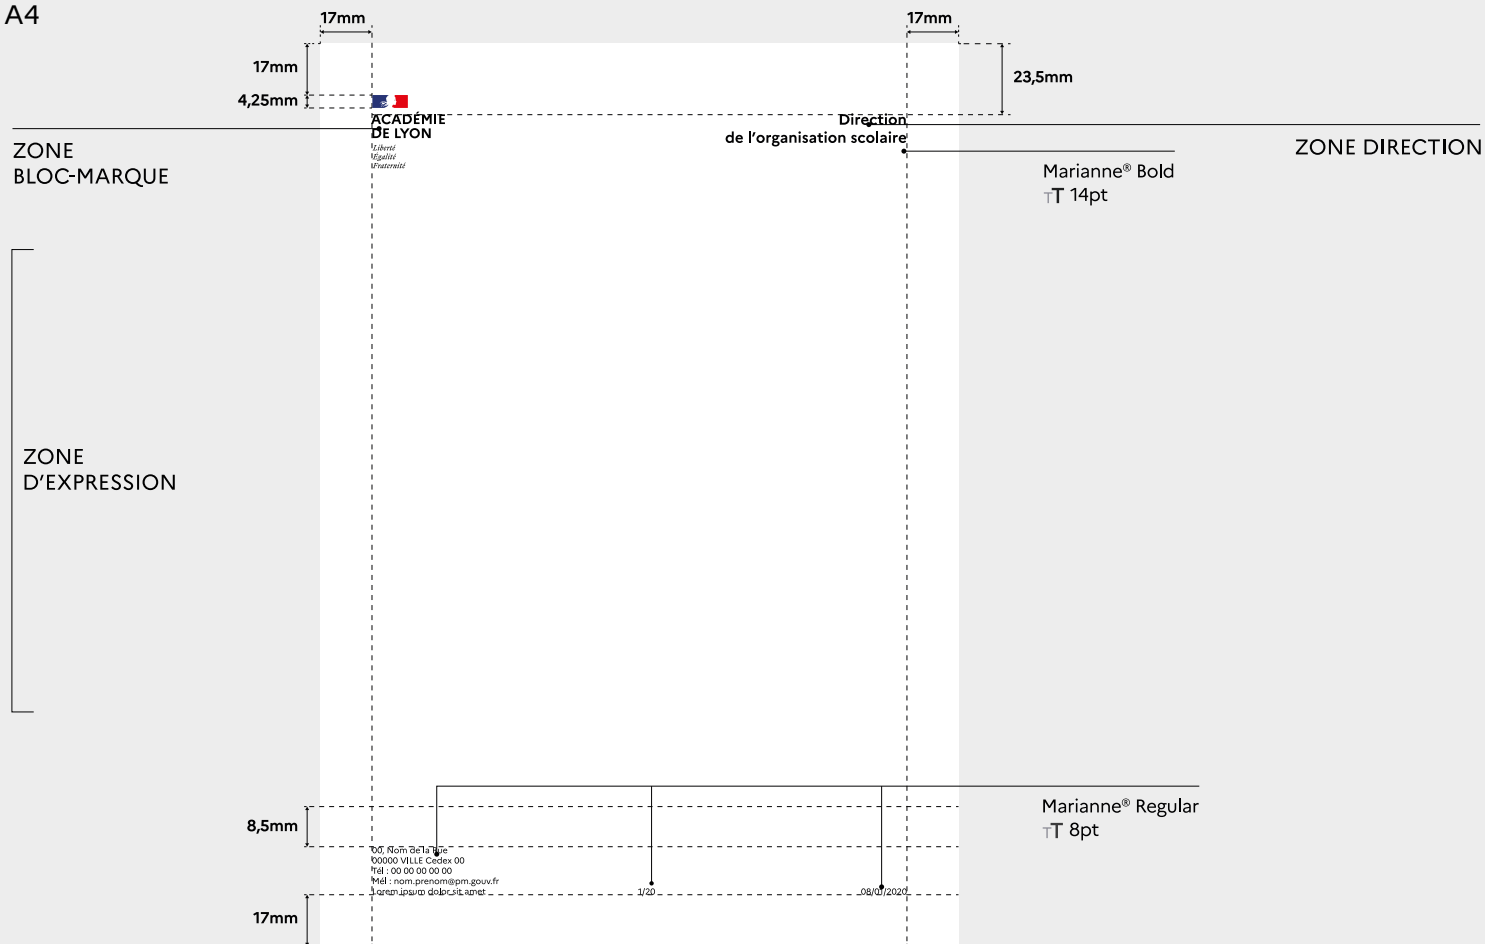 A4
17mm
17mm
17mm
23,5mm
4,25mm
ACADÉMIE
DE LYON
Liberté
Égalité
Fraternité
Direction
de l'organisation scolaire
ZONE
BLOC-MARQUE
ZONE DIRECTION
Marianne® Bold
TT 14pt
ZONE
D'EXPRESSION
Marianne® Regular
TT 8pt
8,5mm
00, Nom de la Rue
00000 VILLE Cedex 00
Tél : 00 00 00 00 00
Mél : nom.prenom@pm.gouv.fr
Lorem ipsum dolor sit amet
1/20
08/07/2020
17mm